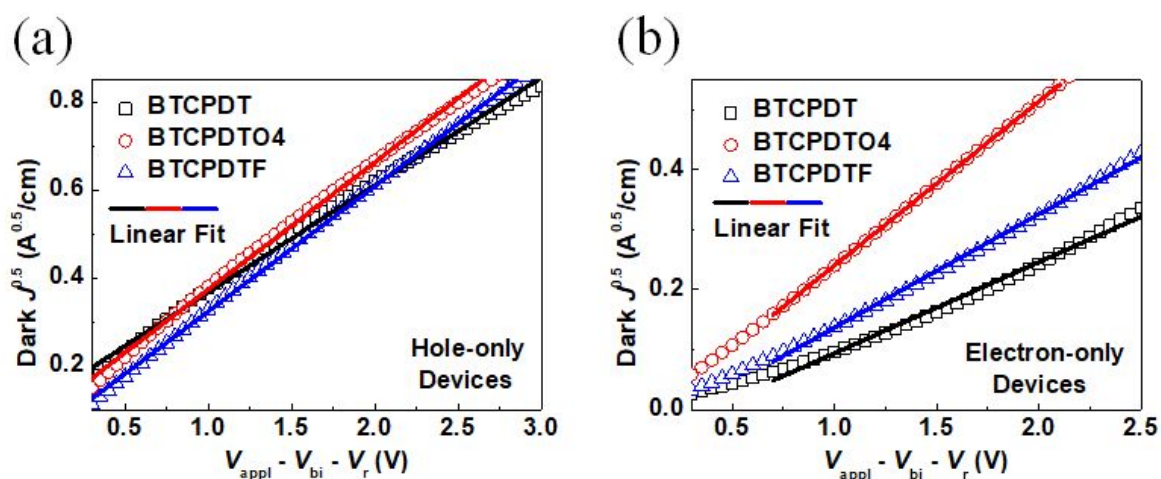 (a)
Dark J^0.5 (A^0.5/cm)
0.8
0.6
0.4
0.2
BTCPDT
BTCPDTO4
BTCPDTF
Linear Fit
Hole-only
Devices
0.5 1.0 1.5 2.0 2.5 3.0
V_appl - V_bi - V_r (V)
(b)
Dark J^0.5 (A^0.5/cm)
0.4
0.2
0.0
BTCPDT
BTCPDTO4
BTCPDTF
Linear Fit
Electron-only
Devices
0.5 1.0 1.5 2.0 2.5
V_appl - V_bi - V_r (V)